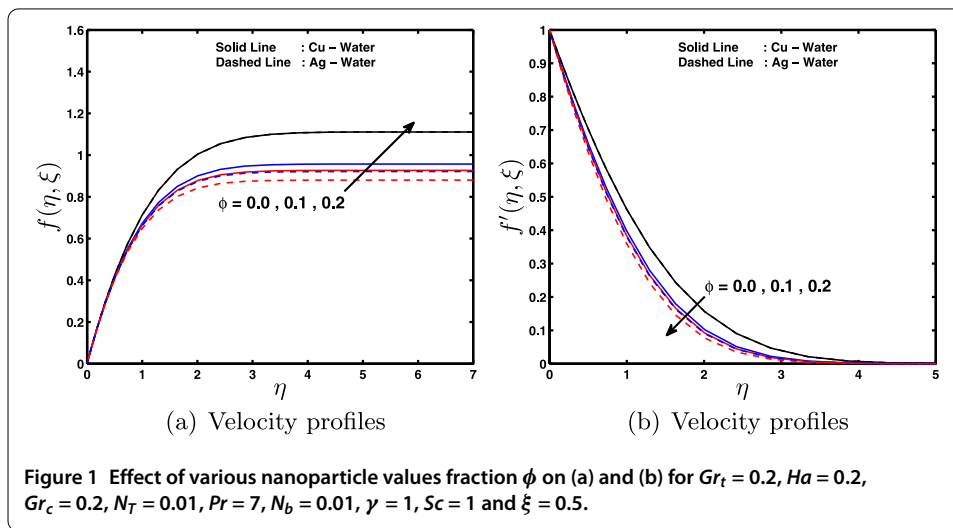 Solid Line : Cu – Water
Dashed Line : Ag – Water
1.6
1.4
1.2
1
0.8
0.6
0.4
0.2
0
f(η, ξ)
ϕ = 0.0 , 0.1 , 0.2
0 1 2 3 4 5 6 7
η
(a) Velocity profiles
Solid Line : Cu – Water
Dashed Line : Ag – Water
1
0.9
0.8
0.7
0.6
0.5
0.4
0.3
0.2
0.1
0
f′(η, ξ)
ϕ = 0.0 , 0.1 , 0.2
0 1 2 3 4 5
η
(b) Velocity profiles
Figure 1 Effect of various nanoparticle values fraction ϕ on (a) and (b) for Grt = 0.2, Ha = 0.2,
Grc = 0.2, NT = 0.01, Pr = 7, Nb = 0.01, γ = 1, Sc = 1 and ξ = 0.5.